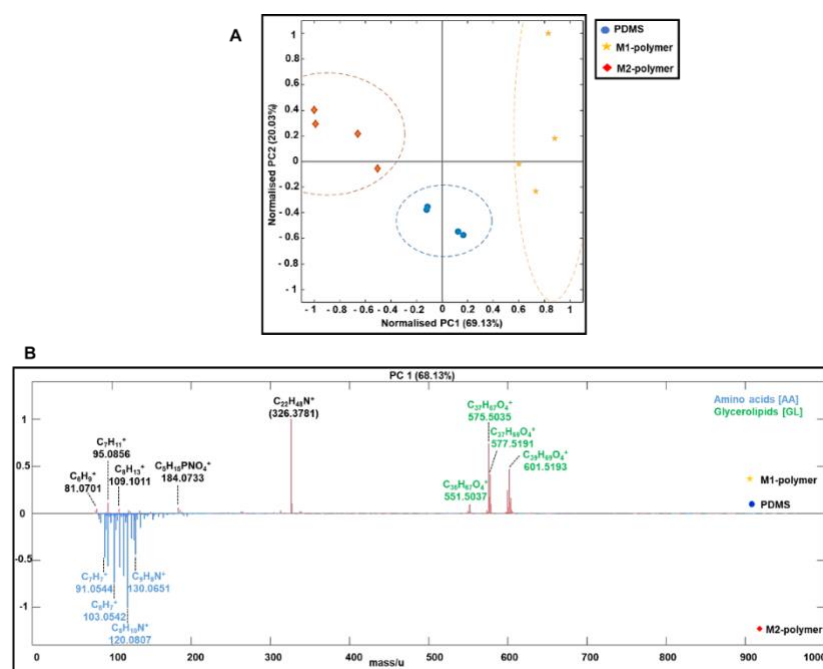 A
PDMS
M1-polymer
M2-polymer
Normalised PC2 (20.03%)
1
0.8
0.6
0.4
0.2
0
- 0.2
- 0.4
- 0.6
- 0.8
- 1
- 1 - 0.8 - 0.6 - 0.4 - 0.2 0 0.2 0.4 0.6 0.8 1
Normalised PC1 (69.13%)
B
PC 1 (68.13%)
Amino acids [AA]
Glycerolipids [GL]
C₂₂H₄₈N⁺
(326.3781)
C₃₇H₆₇O₄⁺
575.5035
C₇H₁₁⁺
95.0856
C₃₇H₆₉O₄⁺
577.5191
C₈H₁₃⁺
109.1011
C₅H₁₅PNO₄⁺
184.0733
C₃₉H₆₉O₄⁺
601.5193
C₆H₉⁺
81.0701
C₃₅H₆₇O₄⁺
551.5037
M1-polymer
PDMS
C₇H₇⁺
91.0544
C₉H₈N⁺
130.0651
C₈H₇⁺
103.0542
C₈H₁₀N⁺
120.0807
M2-polymer
1
0.5
0
-0.5
-1
0 100 200 300 400 500 600 700 800 900 1000
mass/u